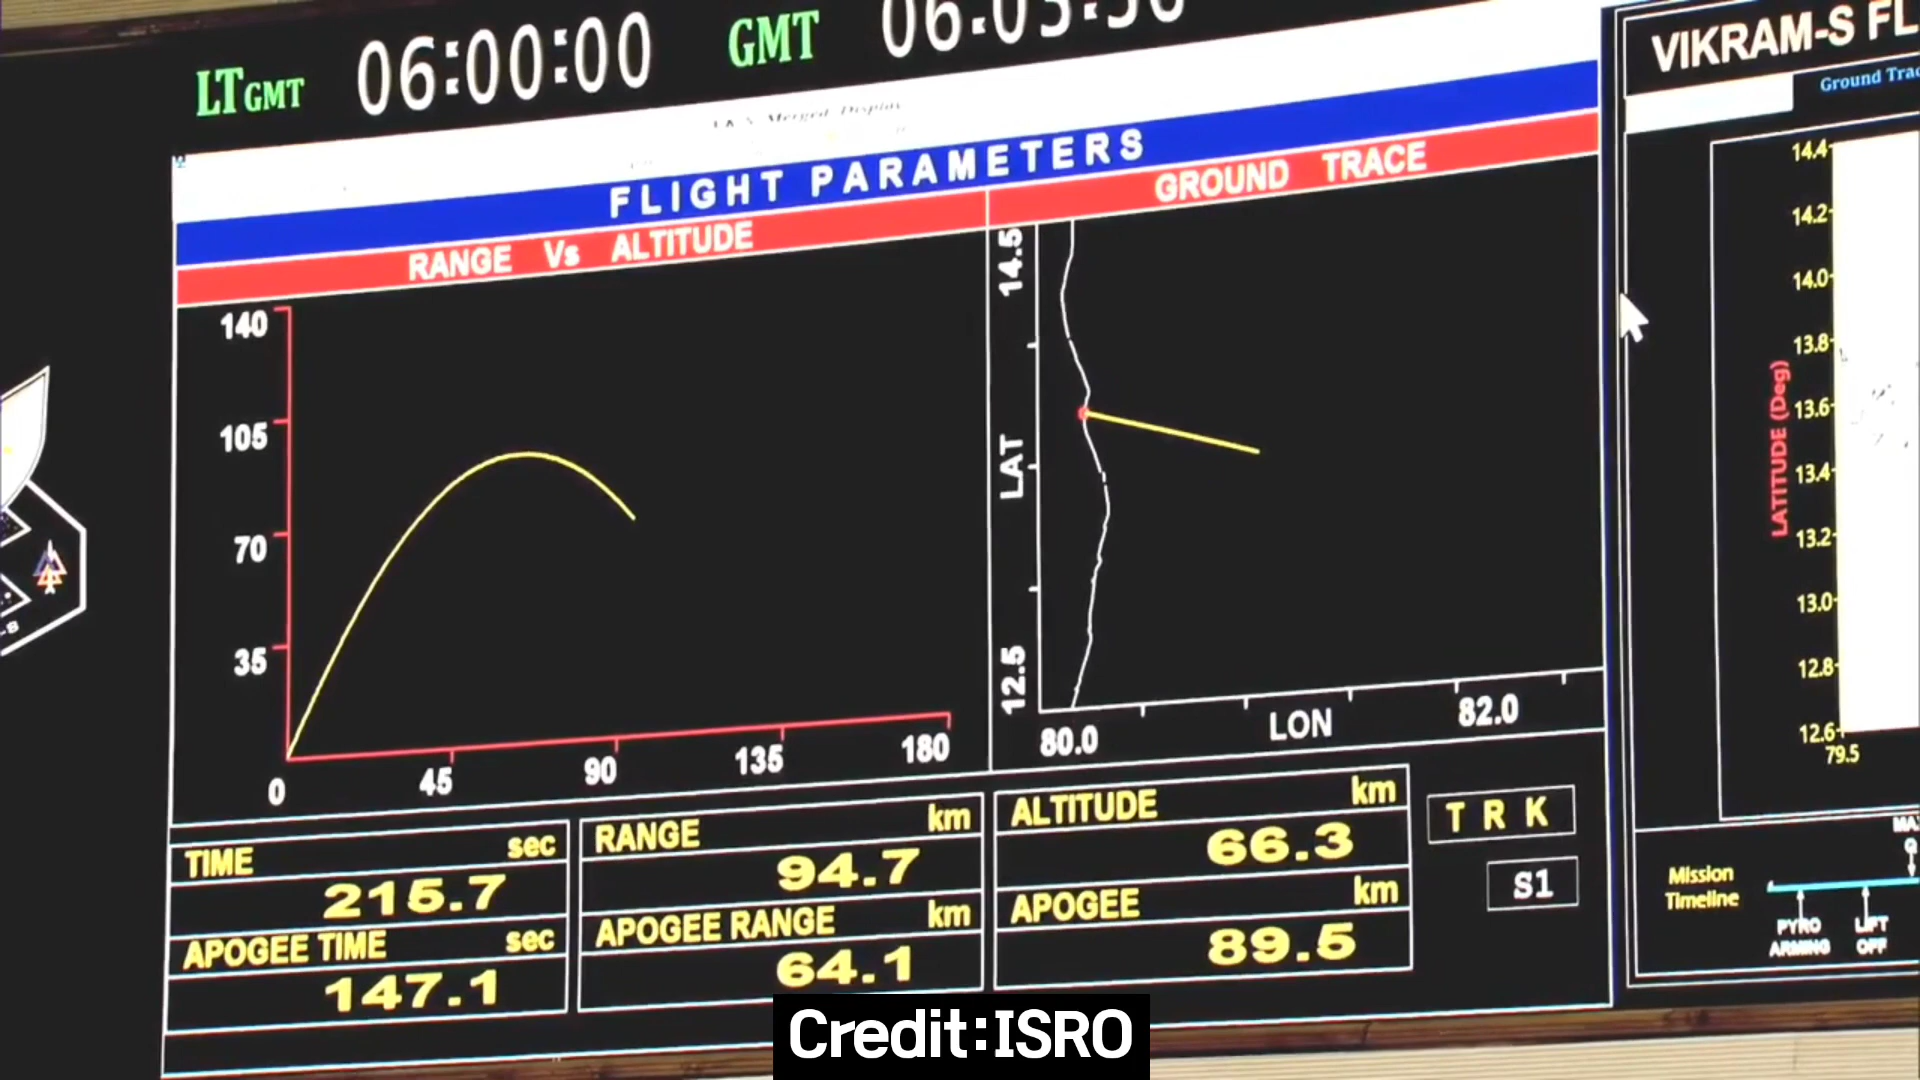 LT GMT 06:00:00 GMT
VIKRAM-S FL
Merged Display
FLIGHT PARAMETERS
RANGE Vs ALTITUDE
GROUND TRACE
140
105
70
35
0 45 90 135 180
14.5
LAT
12.5
80.0 LON 82.0
TIME sec
215.7
APOGEE TIME sec
147.1
RANGE km
94.7
APOGEE RANGE km
64.1
ALTITUDE km
66.3
APOGEE km
89.5
TRK
S1
Ground Trac
14.4
14.2
14.0
13.8
13.6
13.4
13.2
13.0
12.8
12.6
79.5
LATITUDE (Deg)
Mission
Timeline
PYRO
ARMING
LIFT
OFF
-S
Credit:ISRO